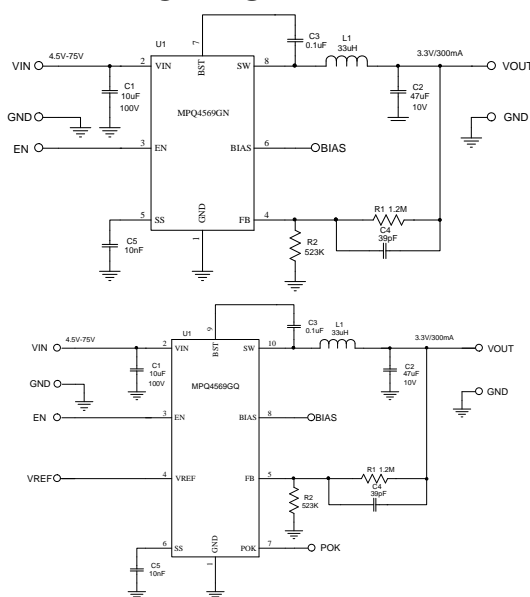 C3
0.1uF
L1
33uH
U1
7
4.5V-75V
3.3V/300mA
VIN
2
VIN
BST
SW
8
VOUT
C1
10uF
100V
C2
47uF
10V
MPQ4569GN
GND
GND
EN
3
EN
BIAS
6
BIAS
5
SS
GND
FB
4
R1 1.2M
C4
39pF
C5
10nF
1
R2
523K
C3
0.1uF
L1
33uH
U1
9
4.5V-75V
3.3V/300mA
VIN
2
VIN
BST
SW
10
VOUT
C1
10uF
100V
C2
47uF
10V
MPQ4569GQ
GND
GND
EN
3
EN
BIAS
8
BIAS
VREF
4
VREF
FB
5
R1 1.2M
C4
39pF
R2
523K
6
SS
GND
POK
7
POK
C5
10nF
1